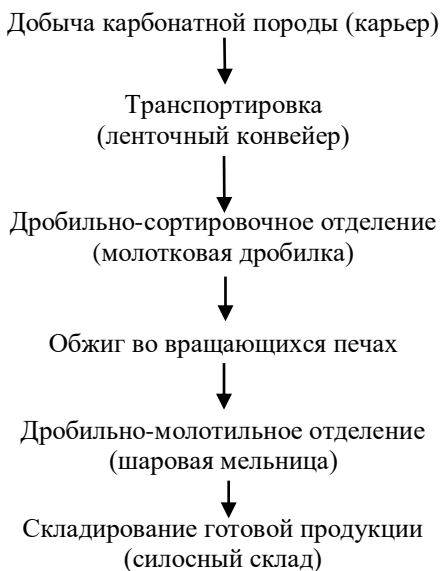 Добыча карбонатной породы (карьер)
Транспортировка
(ленточный конвейер)
Дробильно-сортировочное отделение
(молотковая дробилка)
Обжиг во вращающихся печах
Дробильно-молотильное отделение
(шаровая мельница)
Складирование готовой продукции
(силосный склад)